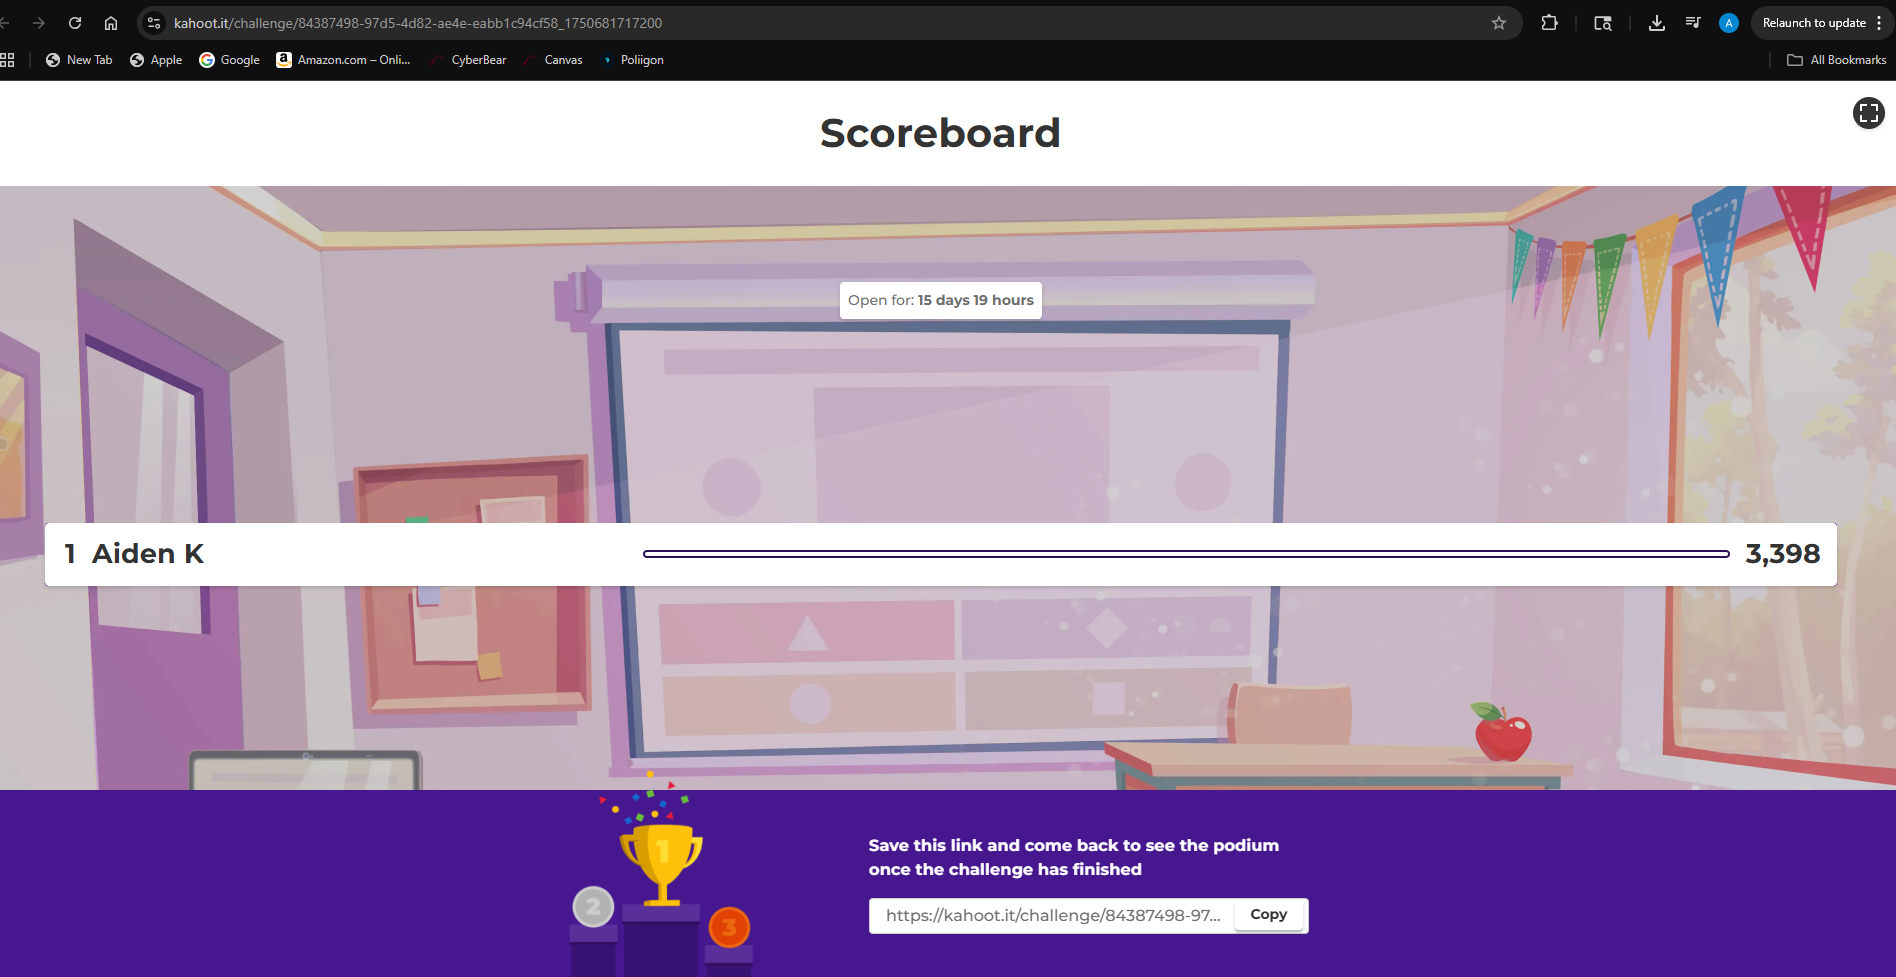 kahoot.it/challenge/84387498-97d5-4d82-ae4e-eabb1c94cf58_1750681717200
A
Relaunch to update
New Tab
Apple
Google
a
Amazon.com – Onli...
CyberBear
Canvas
Poliigon
All Bookmarks
Scoreboard
Open for: 15 days 19 hours
1 Aiden K 3,398
1
2
3
Save this link and come back to see the podium
once the challenge has finished
https://kahoot.it/challenge/84387498-97...
Copy